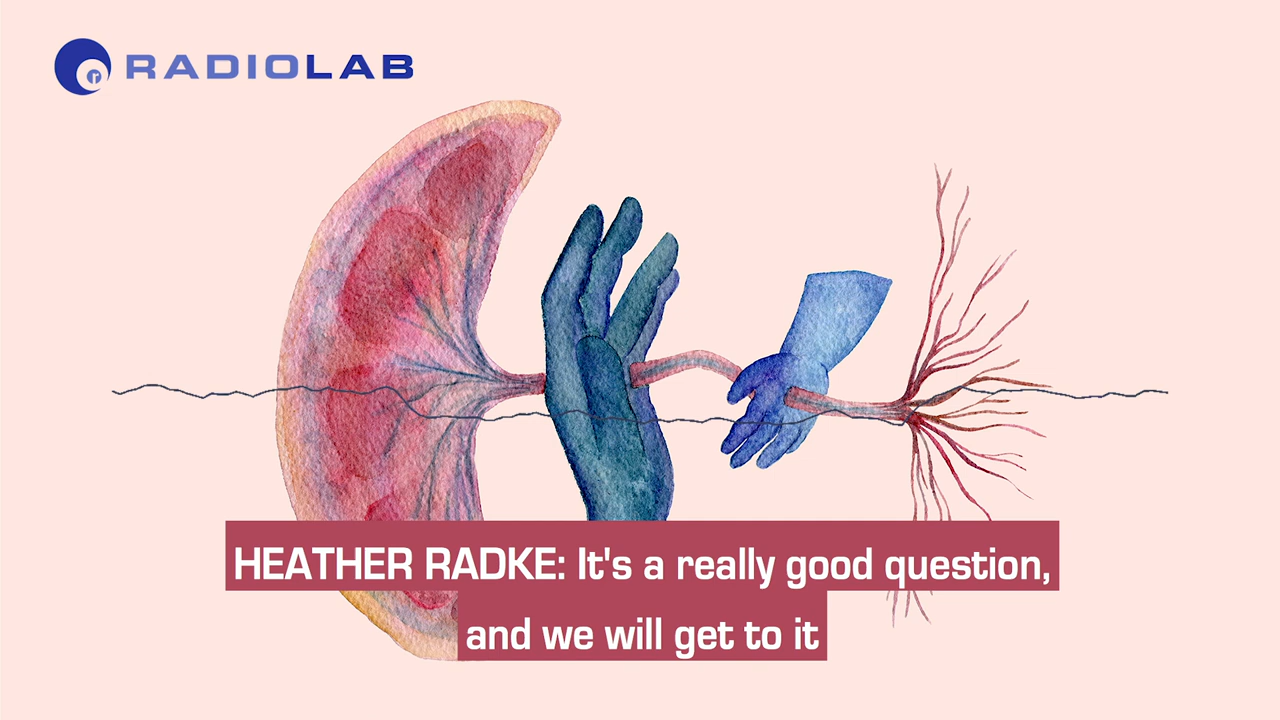 RADIOLAB
HEATHER RADKE: It's a really good question,
and we will get to it